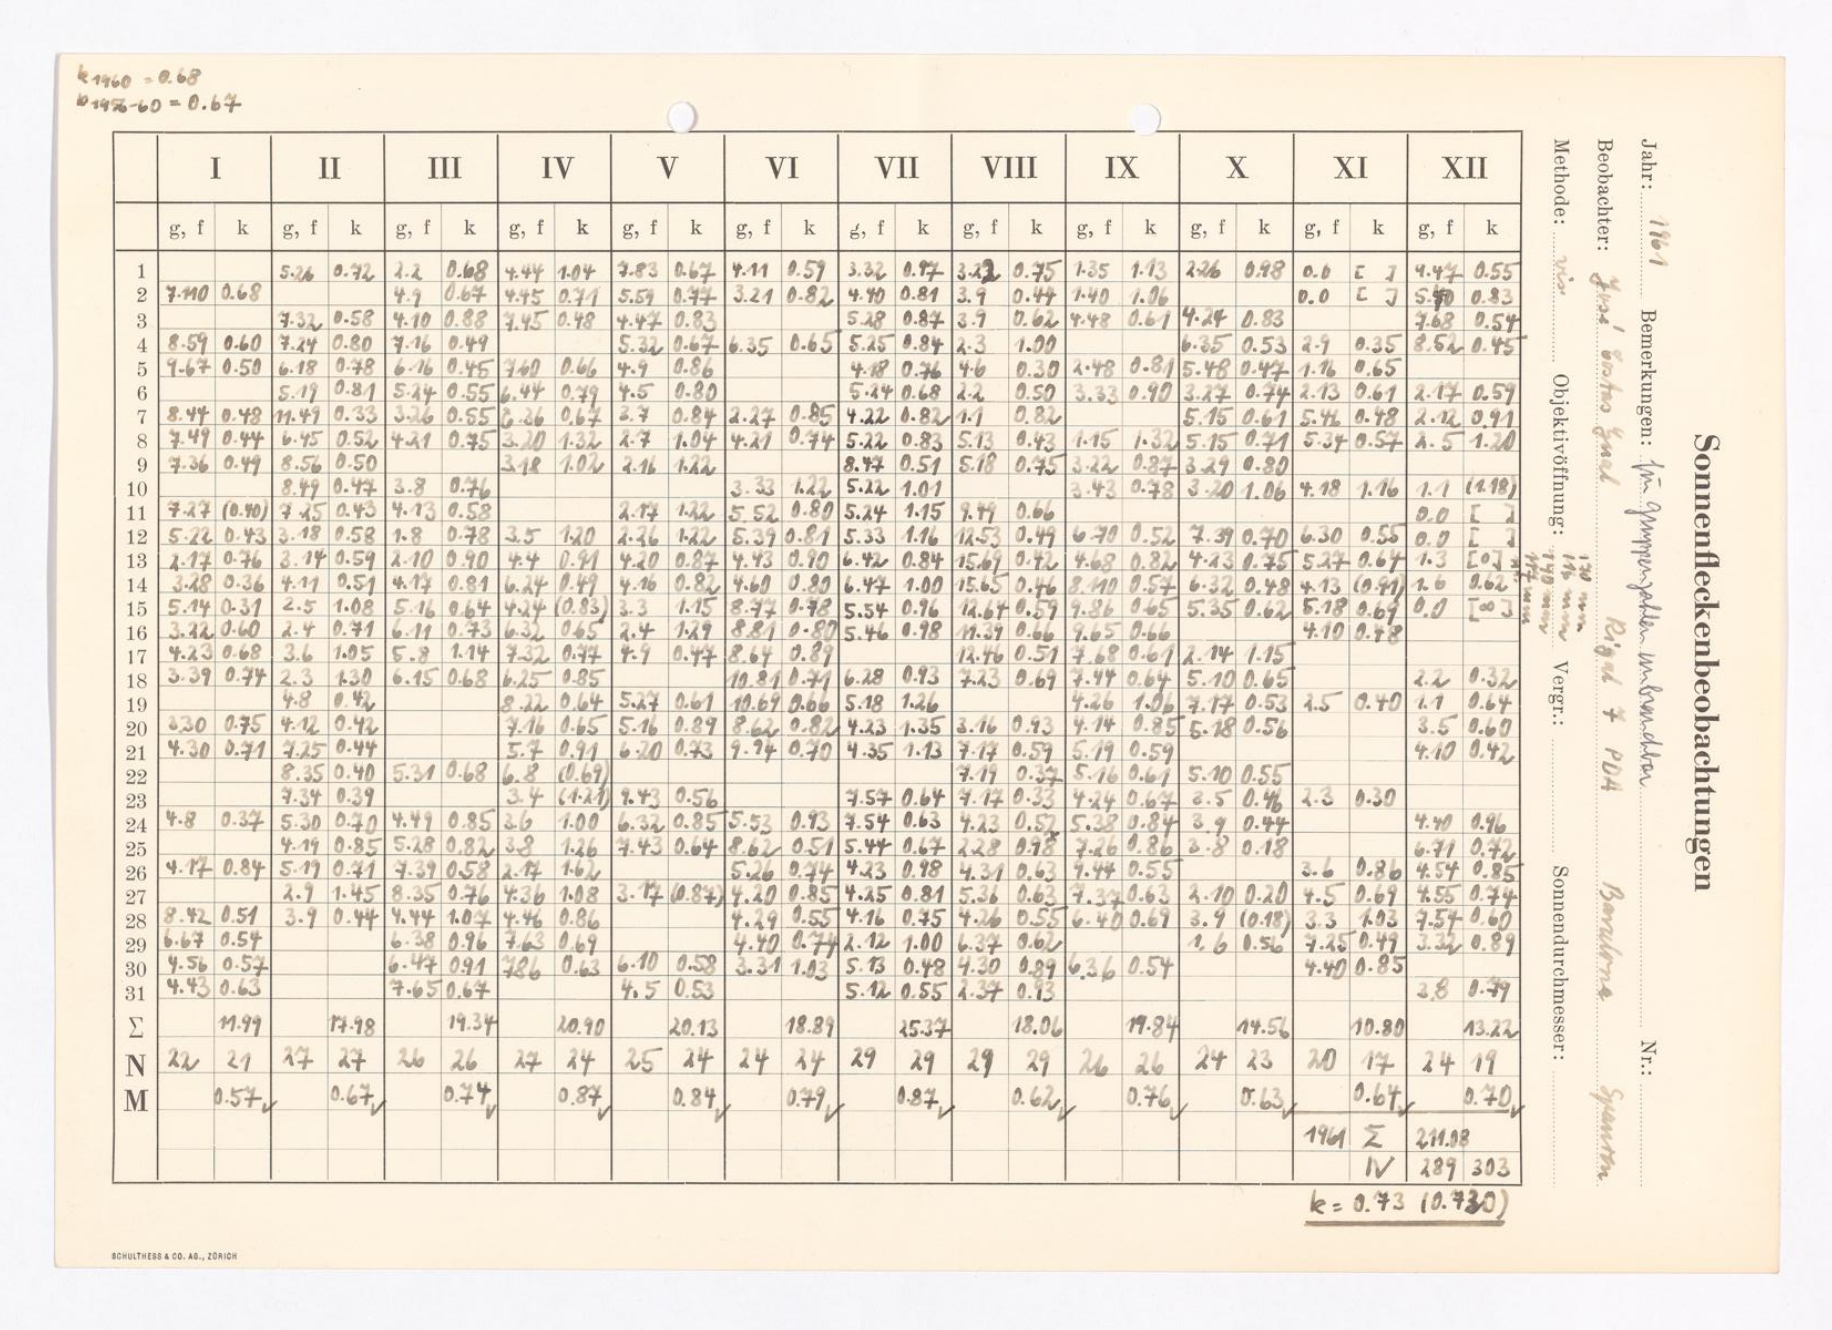 k 1960 = 0.68
b 1956-60 = 0.67
I II III IV V VI VII VIII IX X XI XII
g, f k g, f k g, f k g, f k g, f k g, f k g, f k g, f k g, f k g, f k g, f k g, f k
1 5.26 0.72 2.2 0.68 4.44 1.04 7.83 0.67 4.11 0.59 3.32 0.97 0.75 1.35 1.13 2.26 0.98 0.0 [ ] 4.47 0.55
2 7.110 0.68 4.9 0.67 4.45 0.71 5.59 0.77 3.21 0.82 4.40 0.81 3.9 0.44 1.40 1.06 0.0 [ ] 0.83
3 7.32 0.58 4.10 0.88 7.45 0.48 4.47 0.83 5.28 0.87 3.9 0.62 4.48 0.61 4.24 0.83 7.68 0.54
4 8.59 0.60 7.24 0.80 7.16 0.49 5.32 0.67 6.35 0.65 5.25 0.84 2.3 1.00 6.35 0.53 2.9 0.35 8.52 0.45
5 9.67 0.50 6.18 0.78 6.16 0.45 7.60 0.66 4.9 0.86 4.18 0.76 4.6 0.30 2.48 0.81 5.48 0.47 1.16 0.65
6 5.19 0.81 5.24 0.55 6.44 0.79 4.5 0.80 5.24 0.68 2.2 0.50 3.33 0.90 3.27 0.74 2.13 0.61 2.17 0.59
7 8.44 0.48 11.49 0.33 3.26 0.55 0.67 2.7 0.84 2.27 0.85 4.22 0.82 1.1 0.82 5.15 0.61 5.46 0.48 2.12 0.91
8 7.49 0.44 6.45 0.52 4.21 0.75 3.20 1.32 2.7 1.04 4.21 0.74 5.22 0.83 5.13 0.43 1.15 1.32 5.15 0.71 5.34 0.57 2.5 1.20
9 7.36 0.49 8.56 0.50 3.18 1.02 2.16 1.22 8.47 0.51 5.18 0.75 3.22 0.87 3.29 0.80
10 8.49 0.47 3.8 0.76 3.33 1.22 5.22 1.01 3.43 0.78 3.20 1.06 4.18 1.16 1.1 (1.18)
11 7.27 (0.40) 7.25 0.43 4.13 0.58 2.17 1.22 5.52 0.80 5.24 1.15 9.49 0.66 0.0 [ ]
12 5.22 0.43 3.18 0.58 1.8 0.78 3.5 1.20 2.26 1.22 5.39 0.81 5.33 1.16 12.53 0.49 6.70 0.52 7.39 0.70 6.30 0.55 0.0 [ ]
13 2.17 0.76 3.14 0.59 2.10 0.90 4.4 0.91 4.20 0.87 4.43 0.90 6.42 0.84 15.69 0.42 4.68 0.82 4.23 0.75 5.27 0.64 1.3 [0]
14 3.28 0.36 4.11 0.51 4.17 0.81 6.24 0.49 4.16 0.82 4.60 0.80 6.47 1.00 15.65 0.46 8.110 0.57 6.32 0.48 4.13 (0.91) 1.6 0.62
15 5.14 0.31 2.5 1.08 5.16 0.64 4.24 (0.83) 3.3 1.15 8.77 0.78 5.54 0.96 12.64 0.59 9.86 0.65 5.35 0.62 5.18 0.69 0.0 [∞]
16 3.22 0.60 2.4 0.71 6.11 0.73 6.32 0.65 2.4 1.29 8.81 0.80 5.46 0.98 11.39 0.66 9.65 0.66 4.10 0.78
17 4.23 0.68 3.6 1.05 5.8 1.14 7.32 0.77 4.9 0.47 8.64 0.89 12.46 0.51 7.68 0.61 2.14 1.15
18 3.39 0.74 2.3 1.30 6.15 0.68 6.25 0.85 10.81 0.71 6.28 0.93 7.23 0.69 7.44 0.64 5.10 0.65 2.2 0.32
19 4.8 0.42 8.22 0.64 5.27 0.61 10.69 0.66 5.18 1.26 4.26 1.06 7.17 0.53 2.5 0.40 1.1 0.64
20 3.30 0.75 4.12 0.42 7.16 0.65 5.16 0.89 8.62 0.82 4.23 1.35 3.16 0.93 4.14 0.85 5.18 0.56 3.5 0.60
21 4.30 0.71 7.25 0.44 5.7 0.91 6.20 0.73 9.94 0.70 4.35 1.13 7.17 0.59 5.19 0.59 4.10 0.42
22 8.35 0.40 5.31 0.68 6.8 (0.69) 7.19 0.37 5.16 0.61 5.10 0.55
23 7.34 0.39 3.4 (1.21) 9.43 0.56 7.57 0.64 7.17 0.33 4.24 0.67 2.5 0.46 2.3 0.30
24 4.8 0.37 5.30 0.70 4.49 0.85 3.6 1.00 6.32 0.85 5.53 0.93 7.54 0.63 4.23 0.52 5.38 0.84 3.9 0.44 4.40 0.96
25 4.19 0.85 5.28 0.82 3.8 1.26 7.43 0.64 8.62 0.51 5.44 0.67 2.28 0.98 7.26 0.86 3.8 0.18 6.71 0.72
26 4.17 0.84 5.19 0.71 7.39 0.58 2.17 1.62 5.26 0.74 4.23 0.98 4.31 0.63 9.44 0.55 3.6 0.86 4.54 0.85
27 2.9 1.45 8.35 0.76 4.36 1.08 3.17 (0.87) 4.20 0.85 4.25 0.81 5.36 0.63 7.37 0.63 2.10 0.20 4.5 0.69 4.55 0.74
28 8.42 0.51 3.9 0.44 4.44 1.07 4.46 0.86 4.29 0.55 4.16 0.75 4.26 0.55 6.40 0.69 3.9 (0.18) 3.3 1.03 7.54 0.60
29 6.67 0.54 6.38 0.96 7.63 0.69 4.40 0.74 2.12 1.00 6.37 0.62 1.6 0.56 7.25 0.49 3.32 0.89
30 4.56 0.57 6.47 0.91 7.86 0.63 6.10 0.58 3.31 1.03 5.13 0.48 4.30 0.89 6.36 0.54 4.40 0.85
31 4.43 0.63 7.65 0.67 4.5 0.53 5.12 0.55 2.37 0.93 3.8 0.79
Σ 11.99 17.98 19.34 20.90 20.13 18.89 25.37 18.06 19.84 14.56 10.80 13.22
N 22 21 27 27 26 26 27 24 25 24 24 24 29 29 29 29 26 26 24 23 20 17 24 19
M 0.57 0.67 0.74 0.87 0.84 0.79 0.87 0.62 0.76 0.63 0.64 0.70
1961 Σ 211.08
N 289 303
k = 0.73 (0.730)
SCHULTHESS & CO. AG., ZÜRICH
Sonnenfleckenbeobachtungen
Jahr: 1961 Bemerkungen: für Gruppenzahlen unbrauchbar Nr.:
Beobachter: José Rigal 7 PDA Barcelona Spanien
Methode: vis Objektivöffnung: 170 mm Vergr.: Sonnendurchmesser: